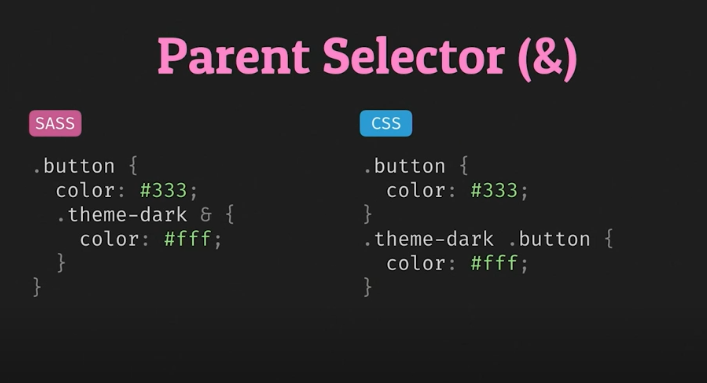 Parent Selector (&)
SASS
.button {
  color: #333;
  .theme-dark & {
    color: #fff;
  }
}
CSS
.button {
  color: #333;
}
.theme-dark .button {
  color: #fff;
}